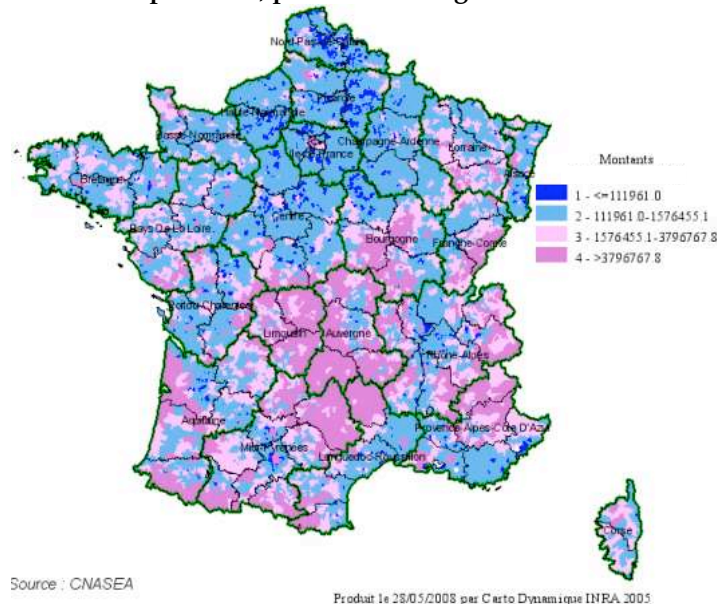 Nord-Pas-de-Calais
Picardie
Haute-Normandie
Basse-Normandie
Ile-de-France
Champagne-Ardenne
Lorraine
Alsace
Bretagne
Pays De La Loire
Centre
Bourgogne
Franche-Comté
Poitou-Charentes
Limousin
Auvergne
Rhône-Alpes
Aquitaine
Midi-Pyrénées
Languedoc-Roussillon
Provence-Alpes-Côte D'Azur
Corse
Montants
1 - <=111961.0
2 - 111961.0-1576455.1
3 - 1576455.1-3796767.8
4 - >3796767.8
Source : CNASEA
Produit le 28/05/2008 par Carto Dynamique INRA 2005